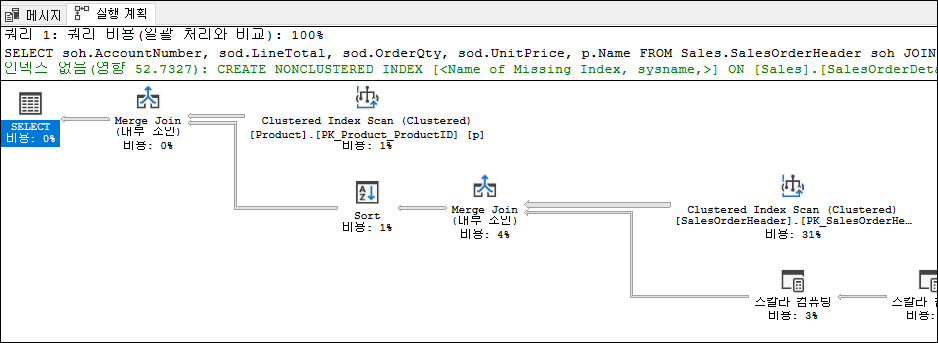 메시지 실행 계획
쿼리 1: 쿼리 비용(일괄 처리와 비교): 100%
SELECT soh.AccountNumber, sod.LineTotal, sod.OrderQty, sod.UnitPrice, p.Name FROM Sales.SalesOrderHeader soh JOIN
인덱스 없음(영향 52.7327): CREATE NONCLUSTERED INDEX [<Name of Missing Index, sysname,>] ON [Sales].[SalesOrderDeta
SELECT
비용: 0%
Merge Join
(내부 조인)
비용: 0%
Clustered Index Scan (Clustered)
[Product].[PK_Product_ProductID] [p]
비용: 1%
Sort
비용: 1%
Merge Join
(내부 조인)
비용: 4%
Clustered Index Scan (Clustered)
[SalesOrderHeader].[PK_SalesOrderHe…
비용: 31%
스칼라 컴퓨팅
비용: 3%
스칼라 컴
비용: